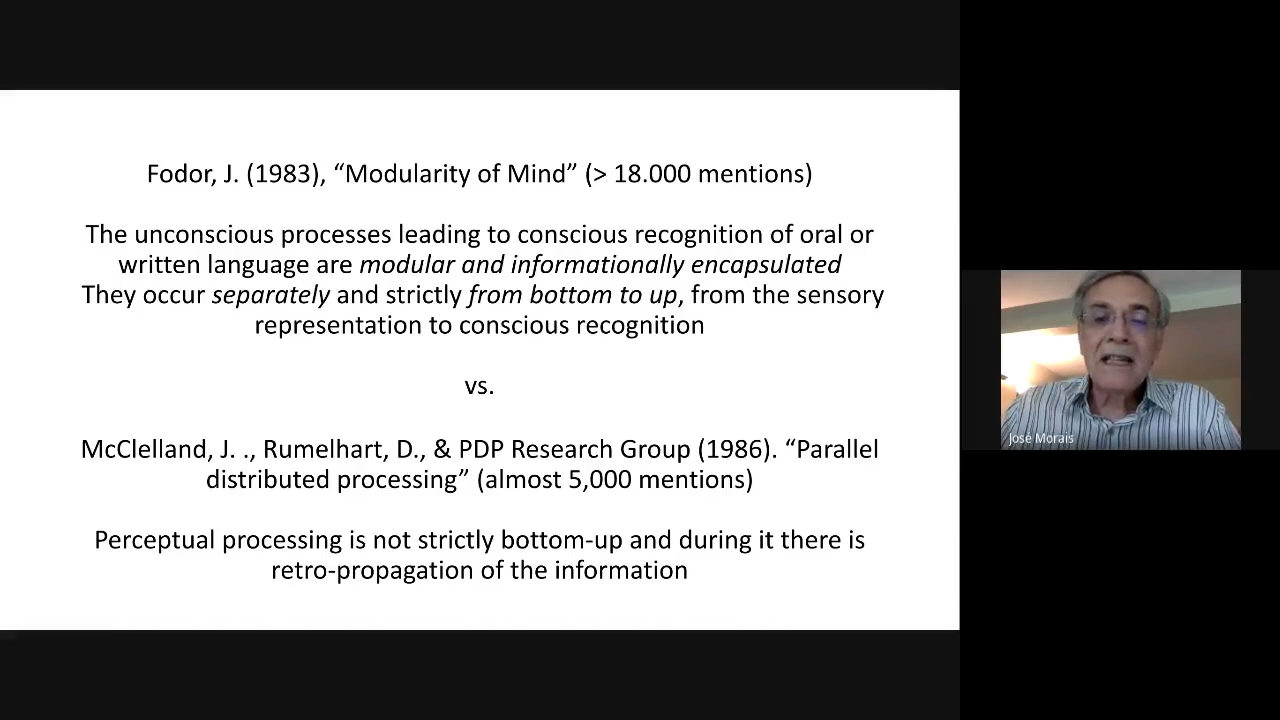 Fodor, J. (1983), “Modularity of Mind” (> 18.000 mentions)
The unconscious processes leading to conscious recognition of oral or
written language are modular and informationally encapsulated
They occur separately and strictly from bottom to up, from the sensory
representation to conscious recognition
vs.
McClelland, J. ., Rumelhart, D., & PDP Research Group (1986). “Parallel
distributed processing” (almost 5,000 mentions)
Perceptual processing is not strictly bottom-up and during it there is
retro-propagation of the information
José Morais